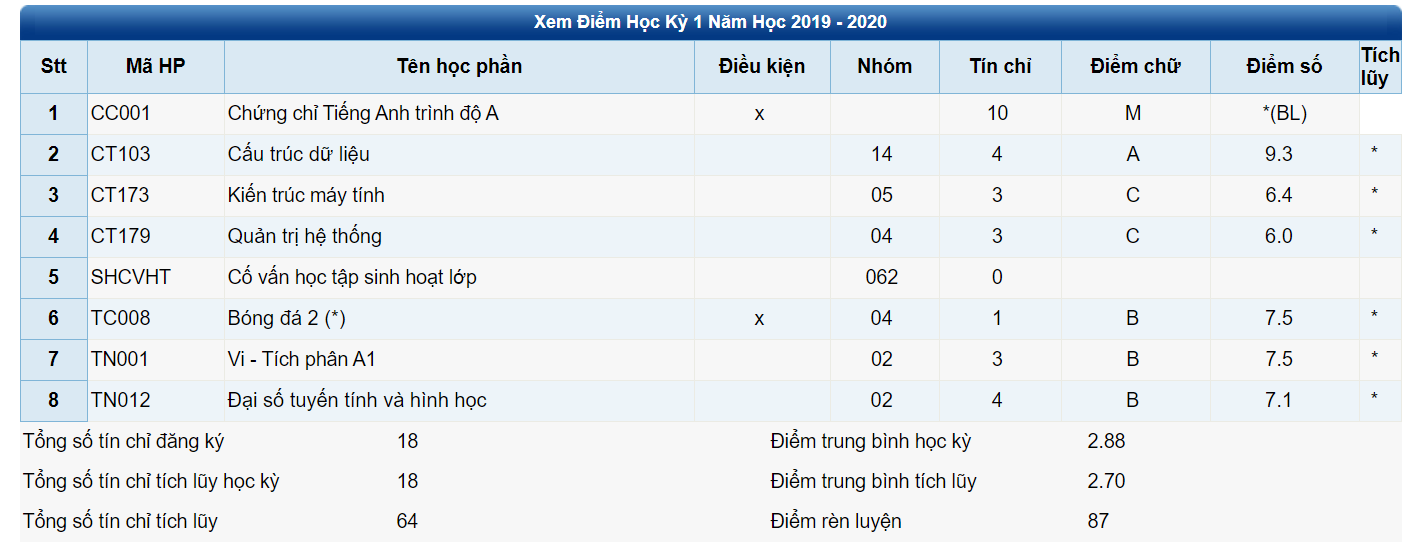 Xem Điểm Học Kỳ 1 Năm Học 2019 - 2020
Stt Mã HP Tên học phần Điều kiện Nhóm Tín chỉ Điểm chữ Điểm số Tích lũy
1 CC001 Chứng chỉ Tiếng Anh trình độ A x 10 M *(BL)
2 CT103 Cấu trúc dữ liệu 14 4 A 9.3 *
3 CT173 Kiến trúc máy tính 05 3 C 6.4 *
4 CT179 Quản trị hệ thống 04 3 C 6.0 *
5 SHCVHT Cố vấn học tập sinh hoạt lớp 062 0
6 TC008 Bóng đá 2 (*) x 04 1 B 7.5 *
7 TN001 Vi - Tích phân A1 02 3 B 7.5 *
8 TN012 Đại số tuyến tính và hình học 02 4 B 7.1 *
Tổng số tín chỉ đăng ký 18 Điểm trung bình học kỳ 2.88
Tổng số tín chỉ tích lũy học kỳ 18 Điểm trung bình tích lũy 2.70
Tổng số tín chỉ tích lũy 64 Điểm rèn luyện 87